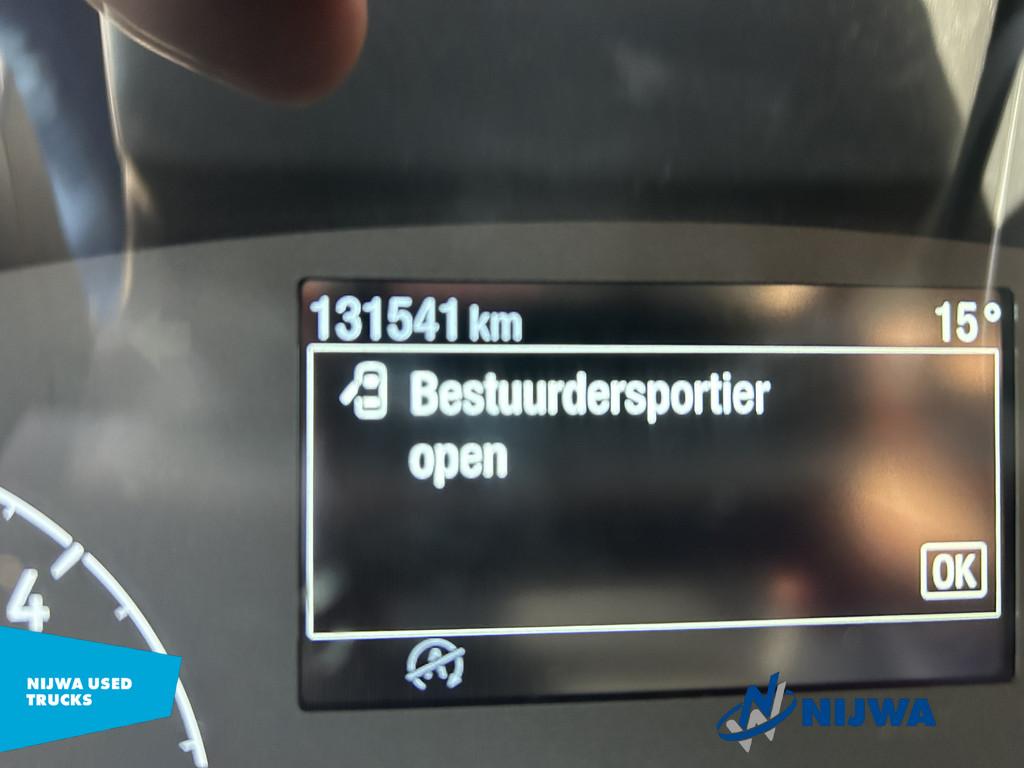 131541 km 15°
Bestuurdersportier
open
OK
4
A
NIJWA USED
TRUCKS
NIJWA